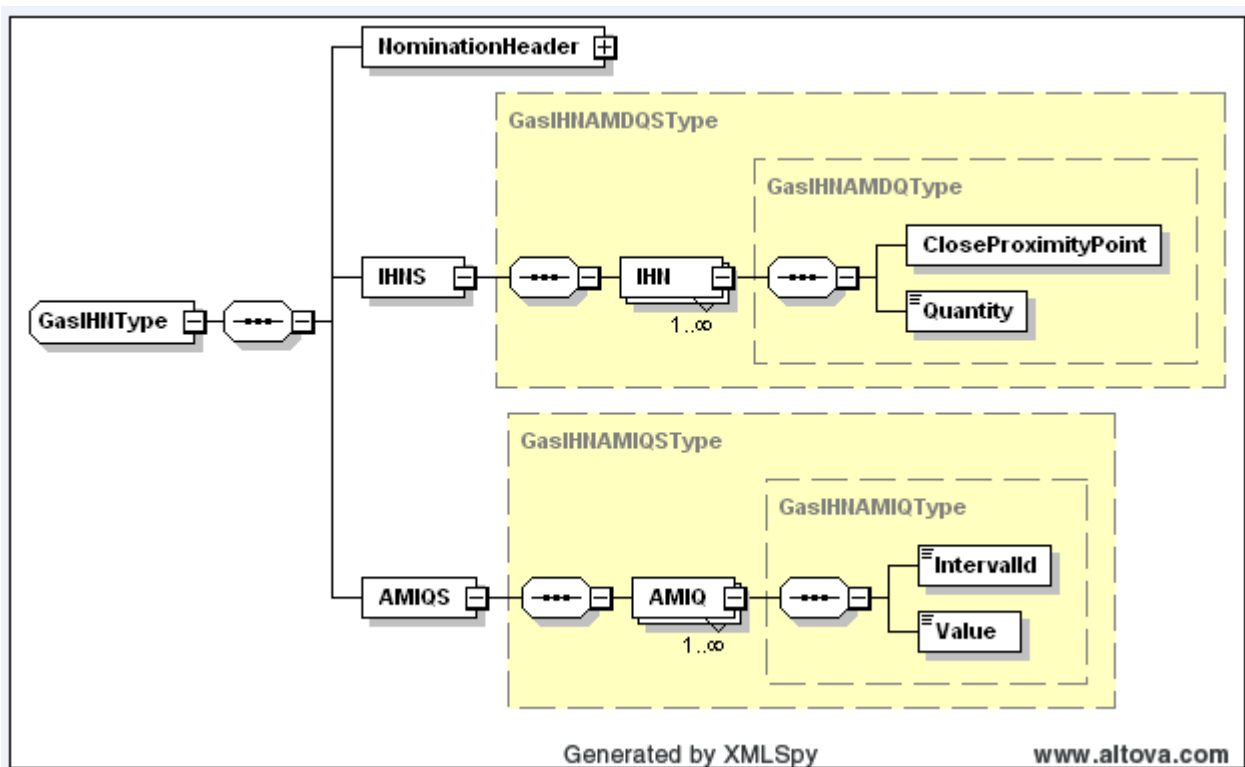 NominationHeader
GasIHNAMDQSType
GasIHNAMDQType
CloseProximityPoint
IHNS
IHN
Quantity
1..∞
GasIHNType
GasIHNAMIQSType
GasIHNAMIQType
IntervalId
AMIQS
AMIQ
Value
1..∞
Generated by XMLSpy
www.altova.com